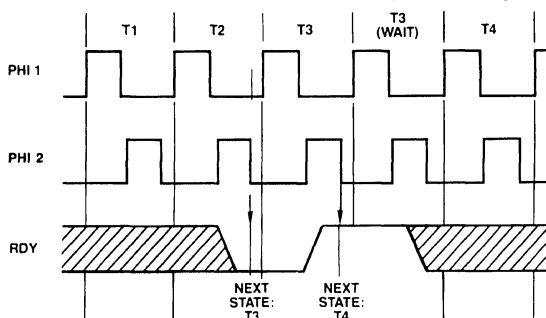 T1 T2 T3 T3 T4
(WAIT)
PHI 1
PHI 2
RDY
NEXT NEXT
STATE: STATE:
T3 T4